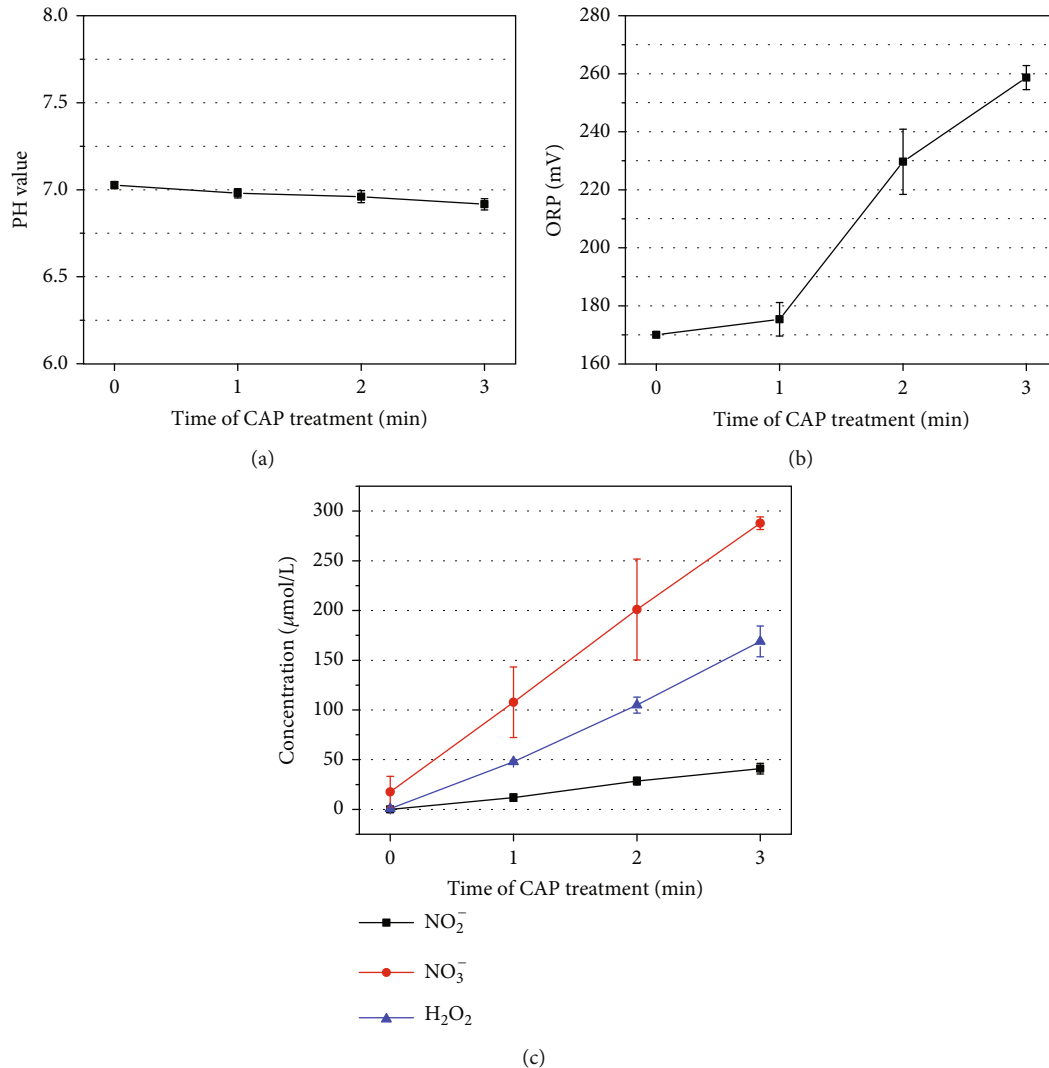 8.0
7.5
7.0
6.5
6.0
PH value
0 1 2 3
Time of CAP treatment (min)
(a)
280
260
240
220
200
180
160
ORP (mV)
0 1 2 3
Time of CAP treatment (min)
(b)
300
250
200
150
100
50
0
Concentration (μmol/L)
0 1 2 3
Time of CAP treatment (min)
NO₂⁻
NO₃⁻
H₂O₂
(c)